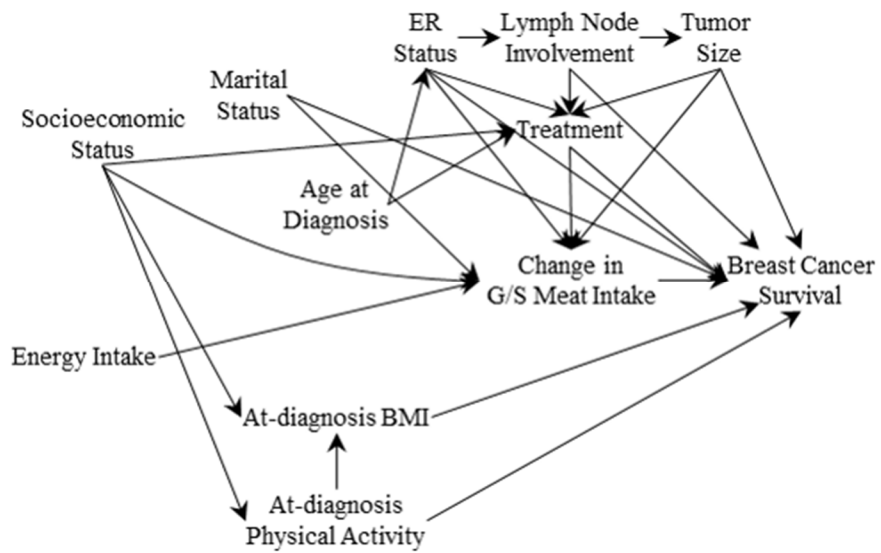 ER
Status
Lymph Node
Involvement
Tumor
Size
Marital
Status
Socioeconomic
Status
Treatment
Age at
Diagnosis
Change in
G/S Meat Intake
Breast Cancer
Survival
Energy Intake
At-diagnosis BMI
At-diagnosis
Physical Activity